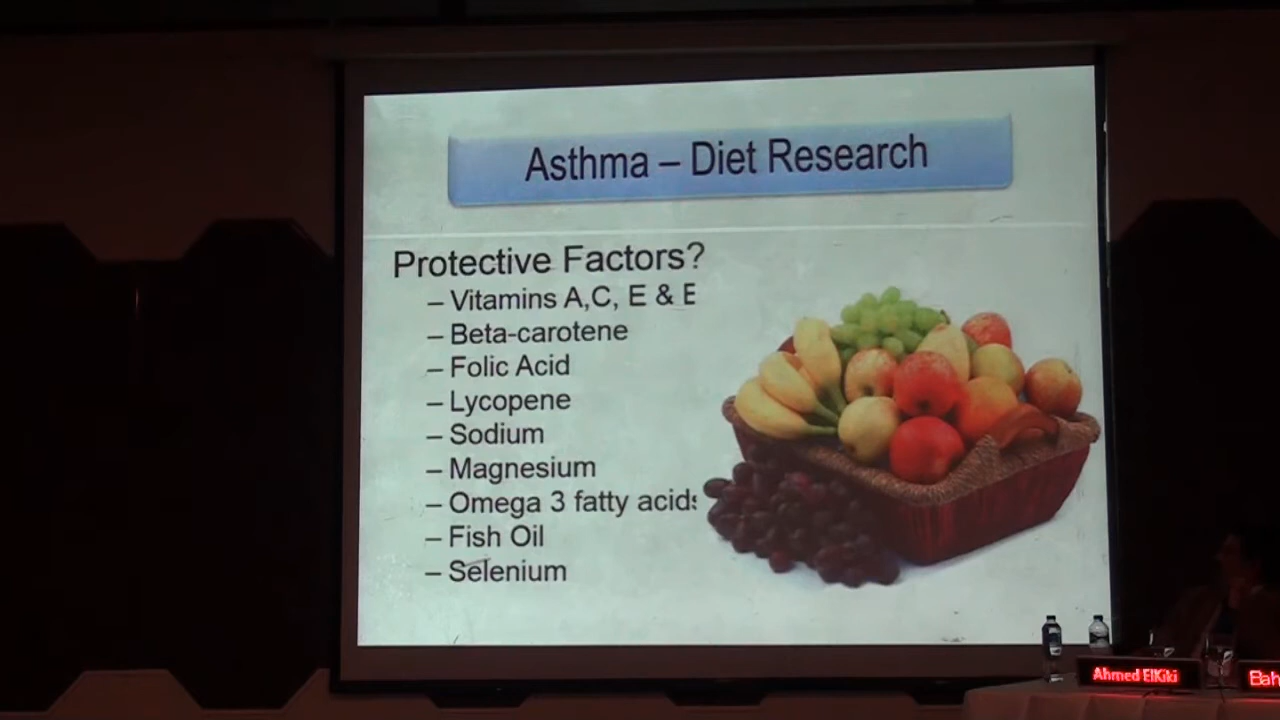 Asthma – Diet Research
Protective Factors?
– Vitamins A,C, E &
– Beta-carotene
– Folic Acid
– Lycopene
– Sodium
– Magnesium
– Omega 3 fatty acids
– Fish Oil
– Selenium
Ahmed ElKiki
Bah